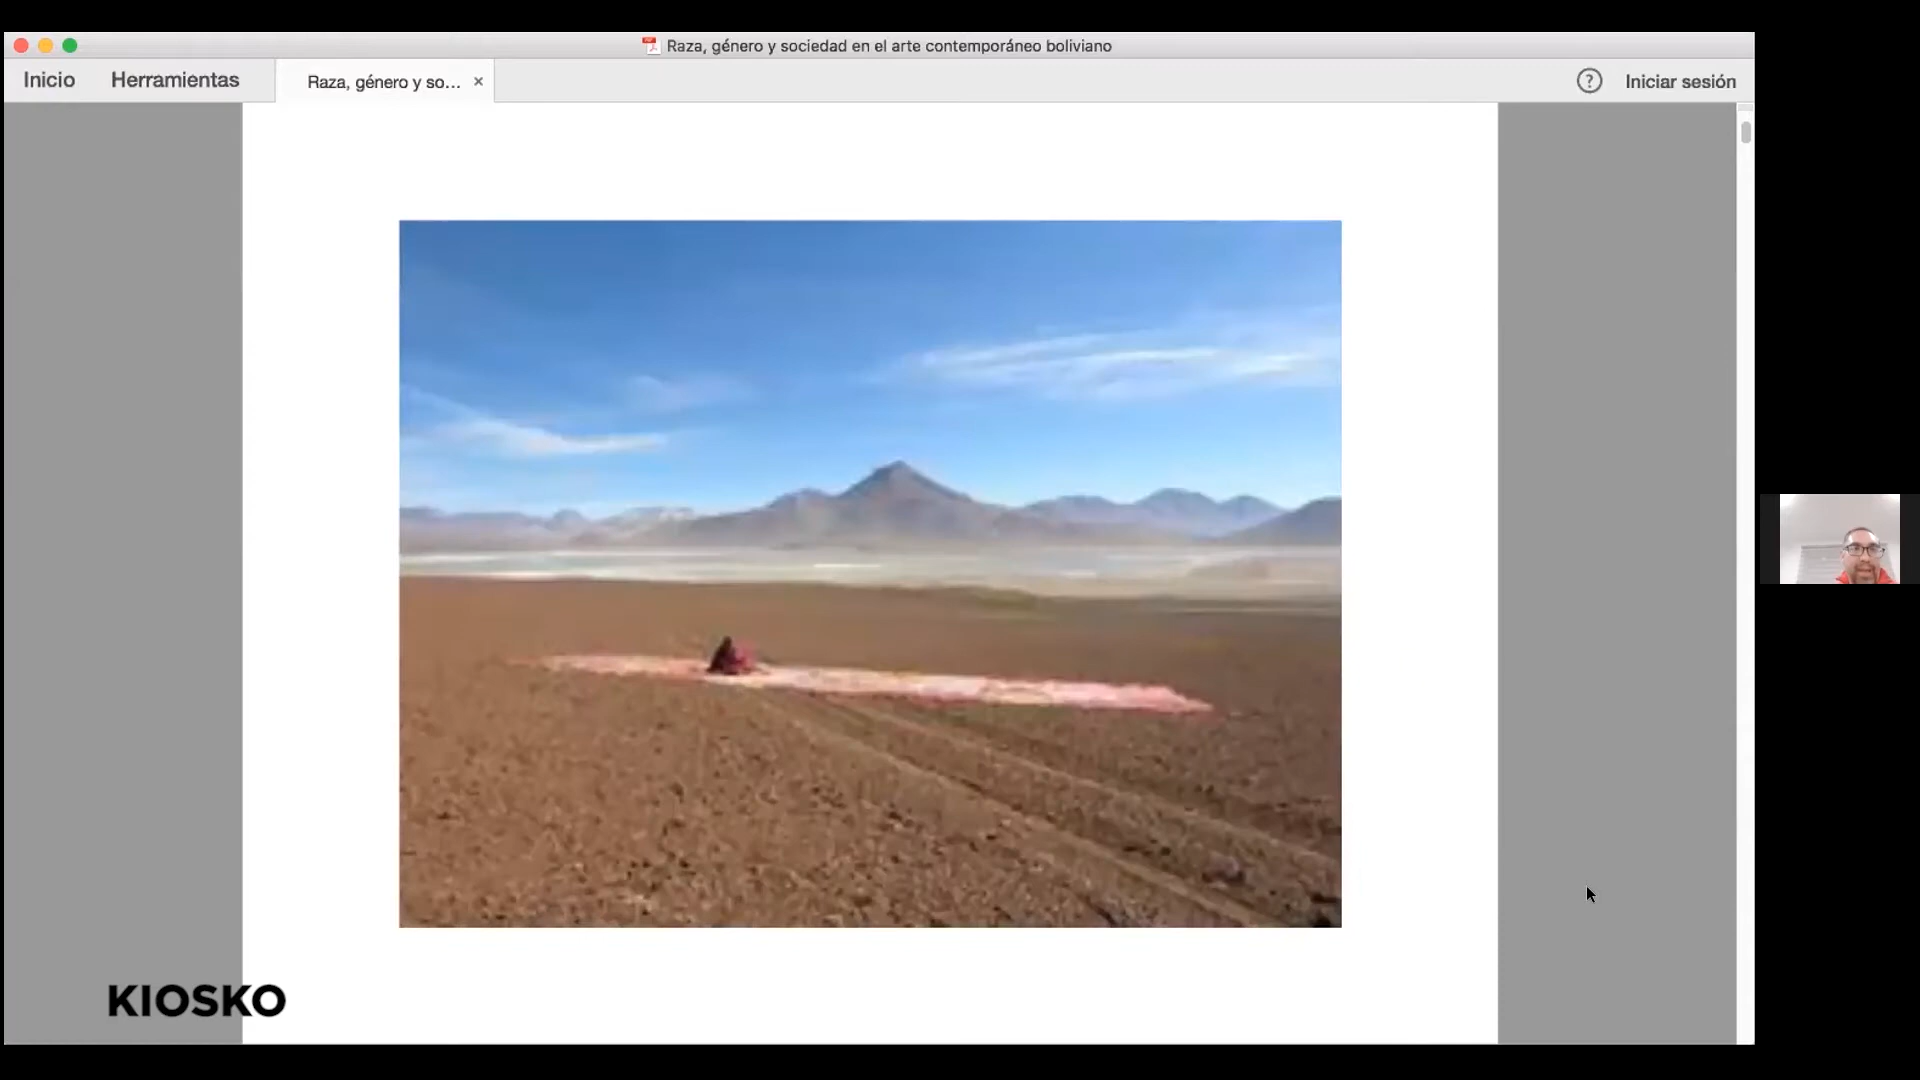 Raza, género y sociedad en el arte contemporáneo boliviano
Inicio Herramientas Raza, género y so... × ? Iniciar sesión
KIOSKO